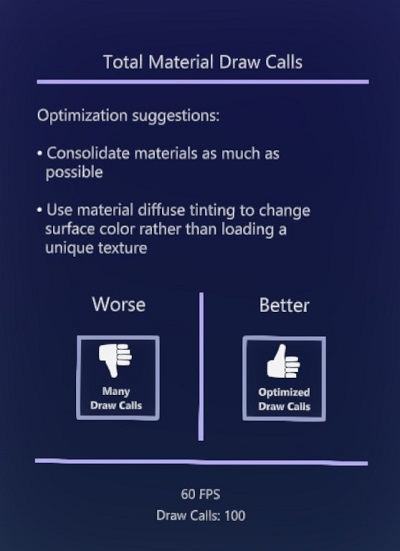 Total Material Draw Calls
Optimization suggestions:
• Consolidate materials as much as
possible
• Use material diffuse tinting to change
surface color rather than loading a
unique texture
Worse
Better
Many
Draw Calls
Optimized
Draw Calls
60 FPS
Draw Calls: 100